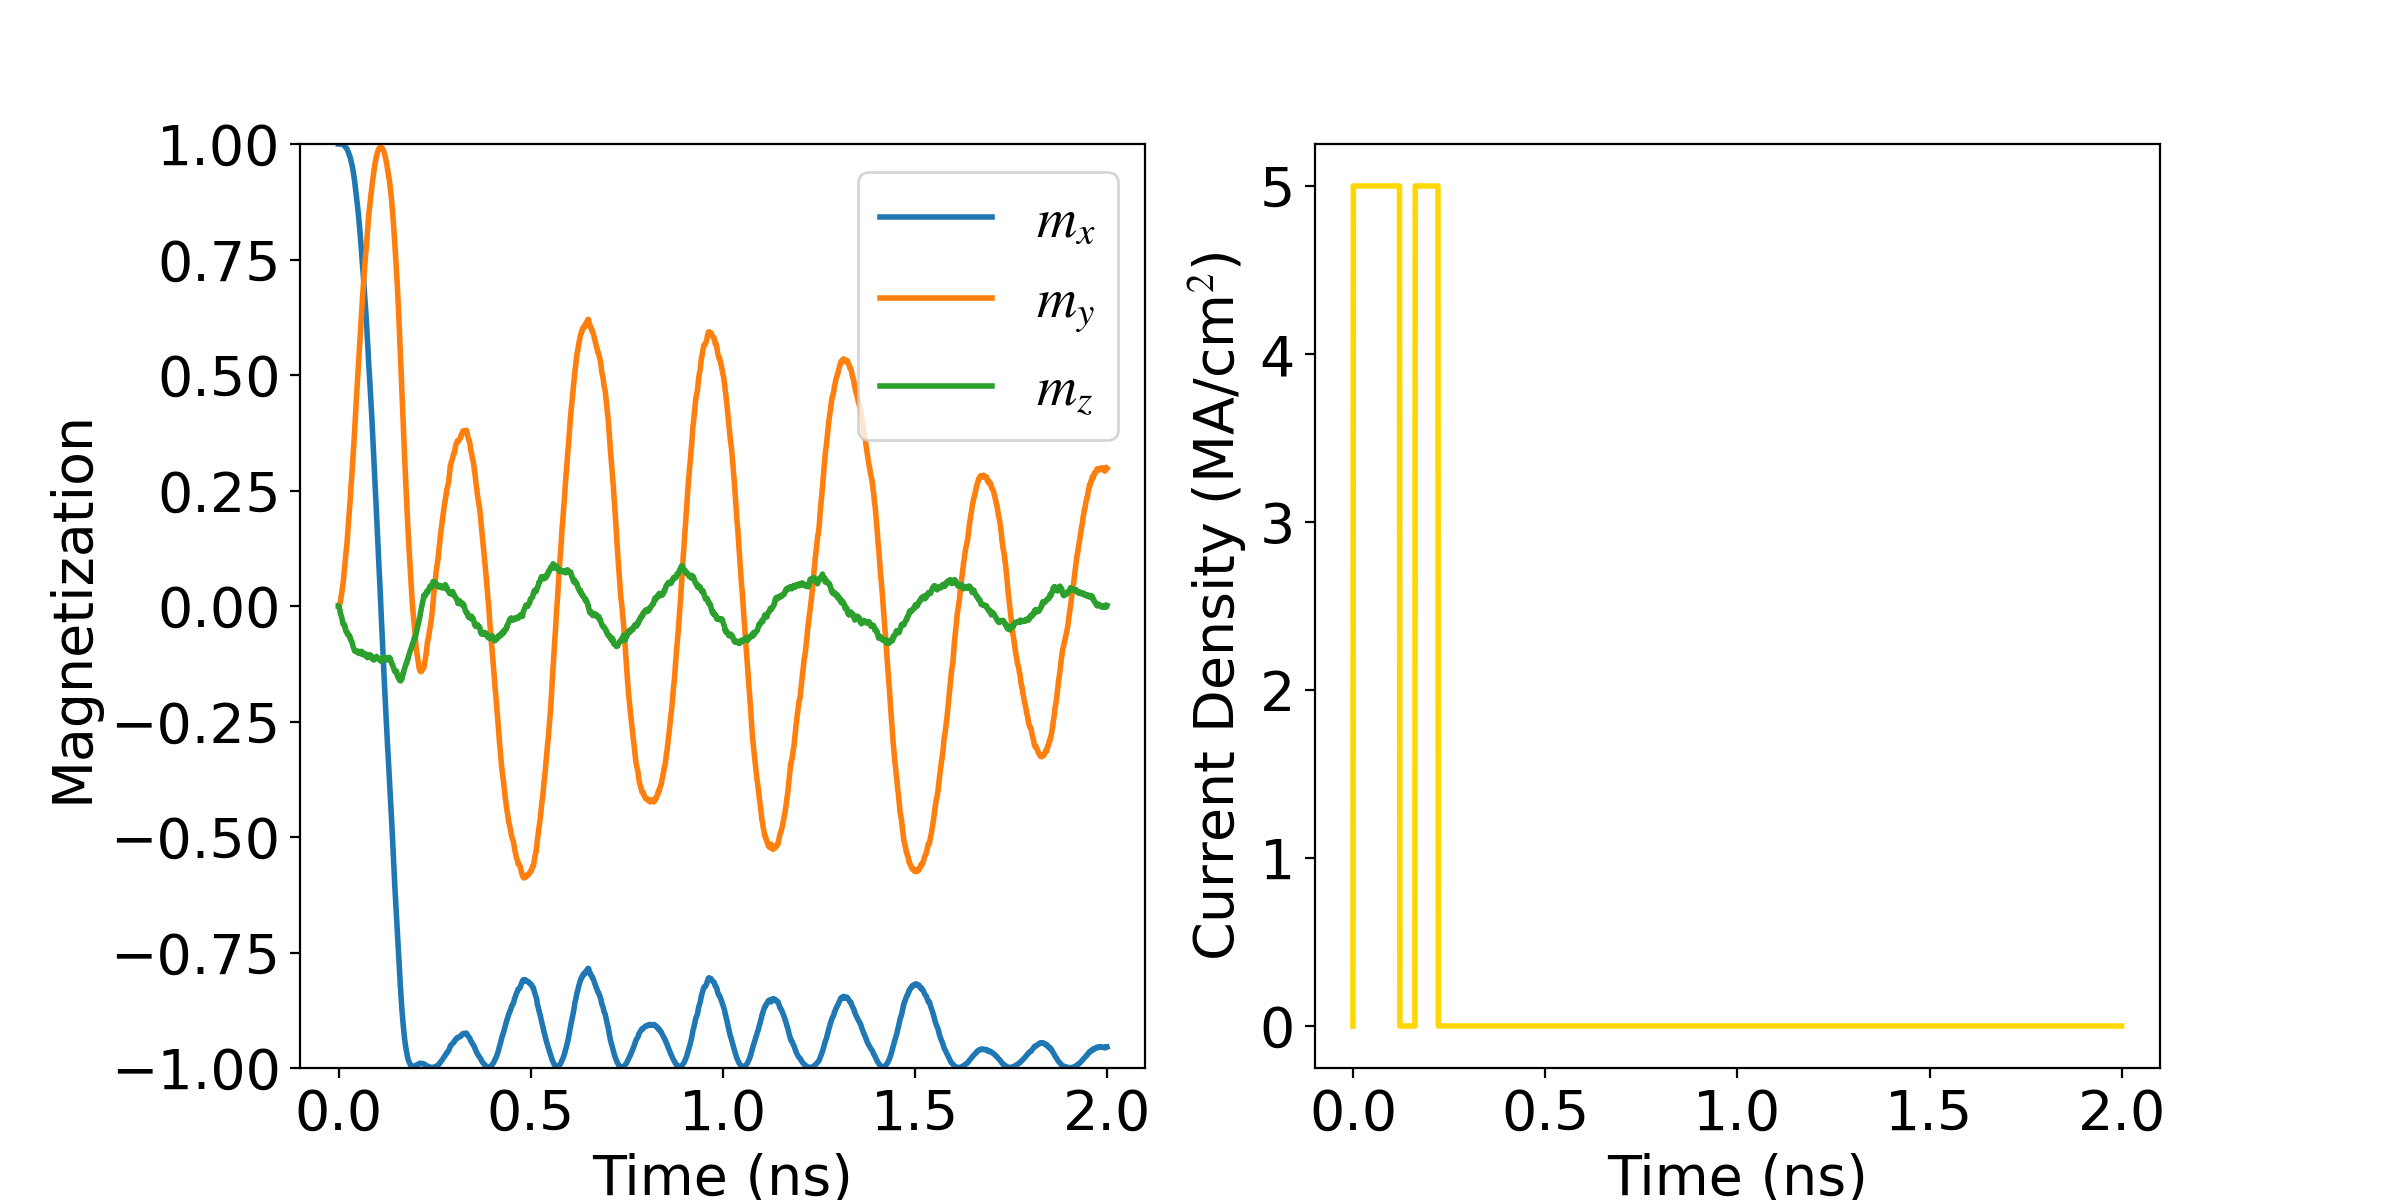 Magnetization
1.00
0.75
0.50
0.25
0.00
−0.25
−0.50
−0.75
−1.00
0.0 0.5 1.0 1.5 2.0
Time (ns)
m_x
m_y
m_z
Current Density (MA/cm²)
5
4
3
2
1
0
0.0 0.5 1.0 1.5 2.0
Time (ns)